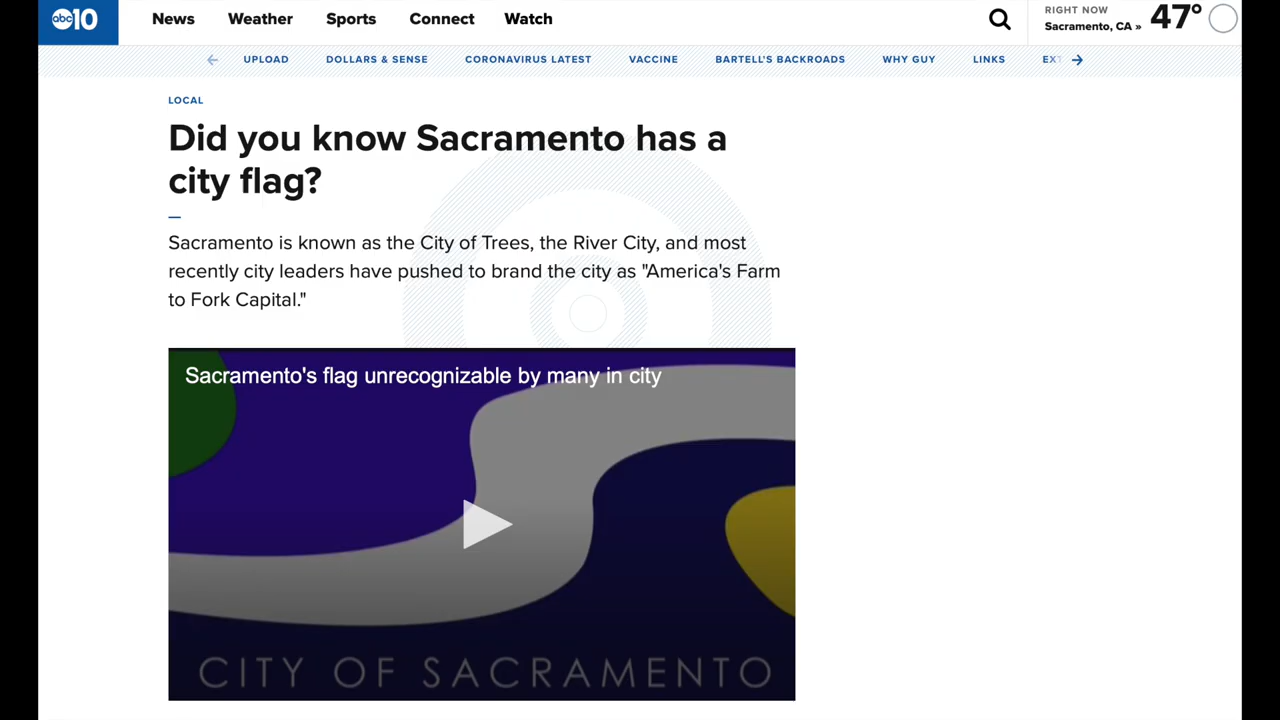 abc10 News Weather Sports Connect Watch
RIGHT NOW
Sacramento, CA »
47°
UPLOAD DOLLARS & SENSE CORONAVIRUS LATEST VACCINE BARTELL'S BACKROADS WHY GUY LINKS EXT
LOCAL
Did you know Sacramento has a
city flag?
Sacramento is known as the City of Trees, the River City, and most
recently city leaders have pushed to brand the city as "America's Farm
to Fork Capital."
Sacramento's flag unrecognizable by many in city
CITY OF SACRAMENTO